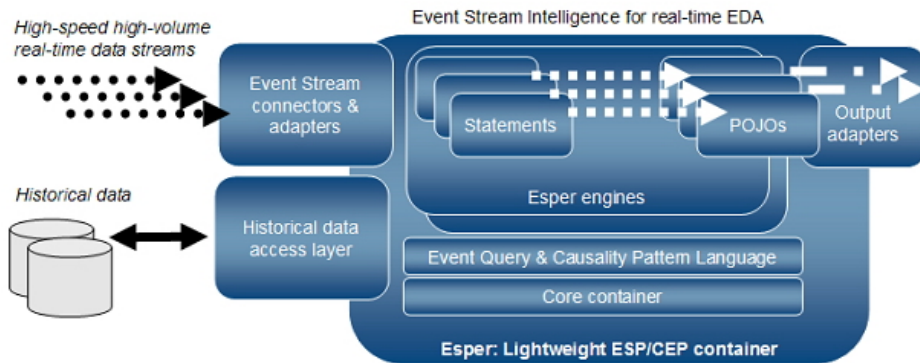 Event Stream Intelligence for real-time EDA
High-speed high-volume
real-time data streams
Event Stream
connectors &
adapters
Statements
POJOs
Output
adapters
Esper engines
Historical data
Historical data
access layer
Event Query & Causality Pattern Language
Core container
Esper: Lightweight ESP/CEP container